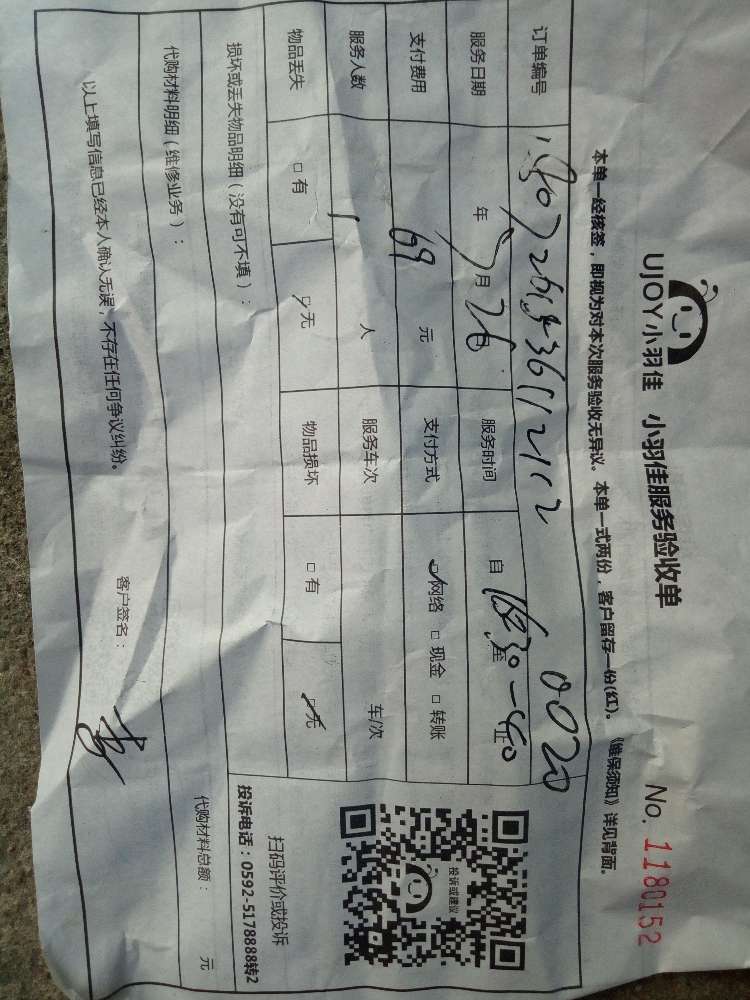 UJOY小羽佳 小羽佳服务验收单 No. 1180152
本单一经核签，即视为对本次服务验收无异议。本单一式两份，客户留存一份(红)。《维保须知》详见背面。
订单编号 0020
服务日期 年 月 26 日 服务时间 自 至 止
支付费用 69 元 支付方式 ☑网络 □现金 □转账
服务人数 1 人 服务车次 车/次
物品丢失 □有 ☑无 物品损坏 □有 ☑无
损坏或丢失物品明细（没有可不填）：
投诉或建议
扫码评价或投诉
投诉电话：0592-5178888转2
代购材料明细（维修业务）： 代购材料总额： 元
以上填写信息已经本人确认无误，不存在任何争议纠纷。 客户签名：